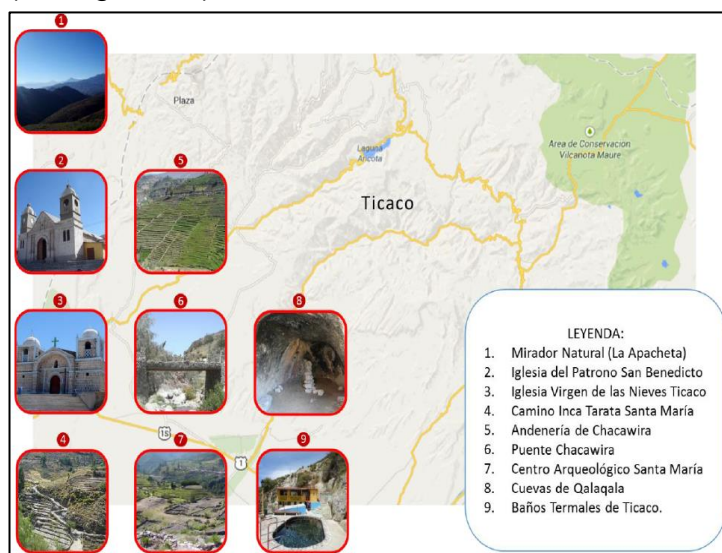 1
Plaza
Laguna
Aricota
Area de Conservación
Vilcanota Maure
2
5
Ticaco
3
6
8
1S
1
4
7
9
LEYENDA:
1. Mirador Natural (La Apacheta)
2. Iglesia del Patrono San Benedicto
3. Iglesia Virgen de las Nieves Ticaco
4. Camino Inca Tarata Santa María
5. Andenería de Chacawira
6. Puente Chacawira
7. Centro Arqueológico Santa María
8. Cuevas de Qalaqala
9. Baños Termales de Ticaco.